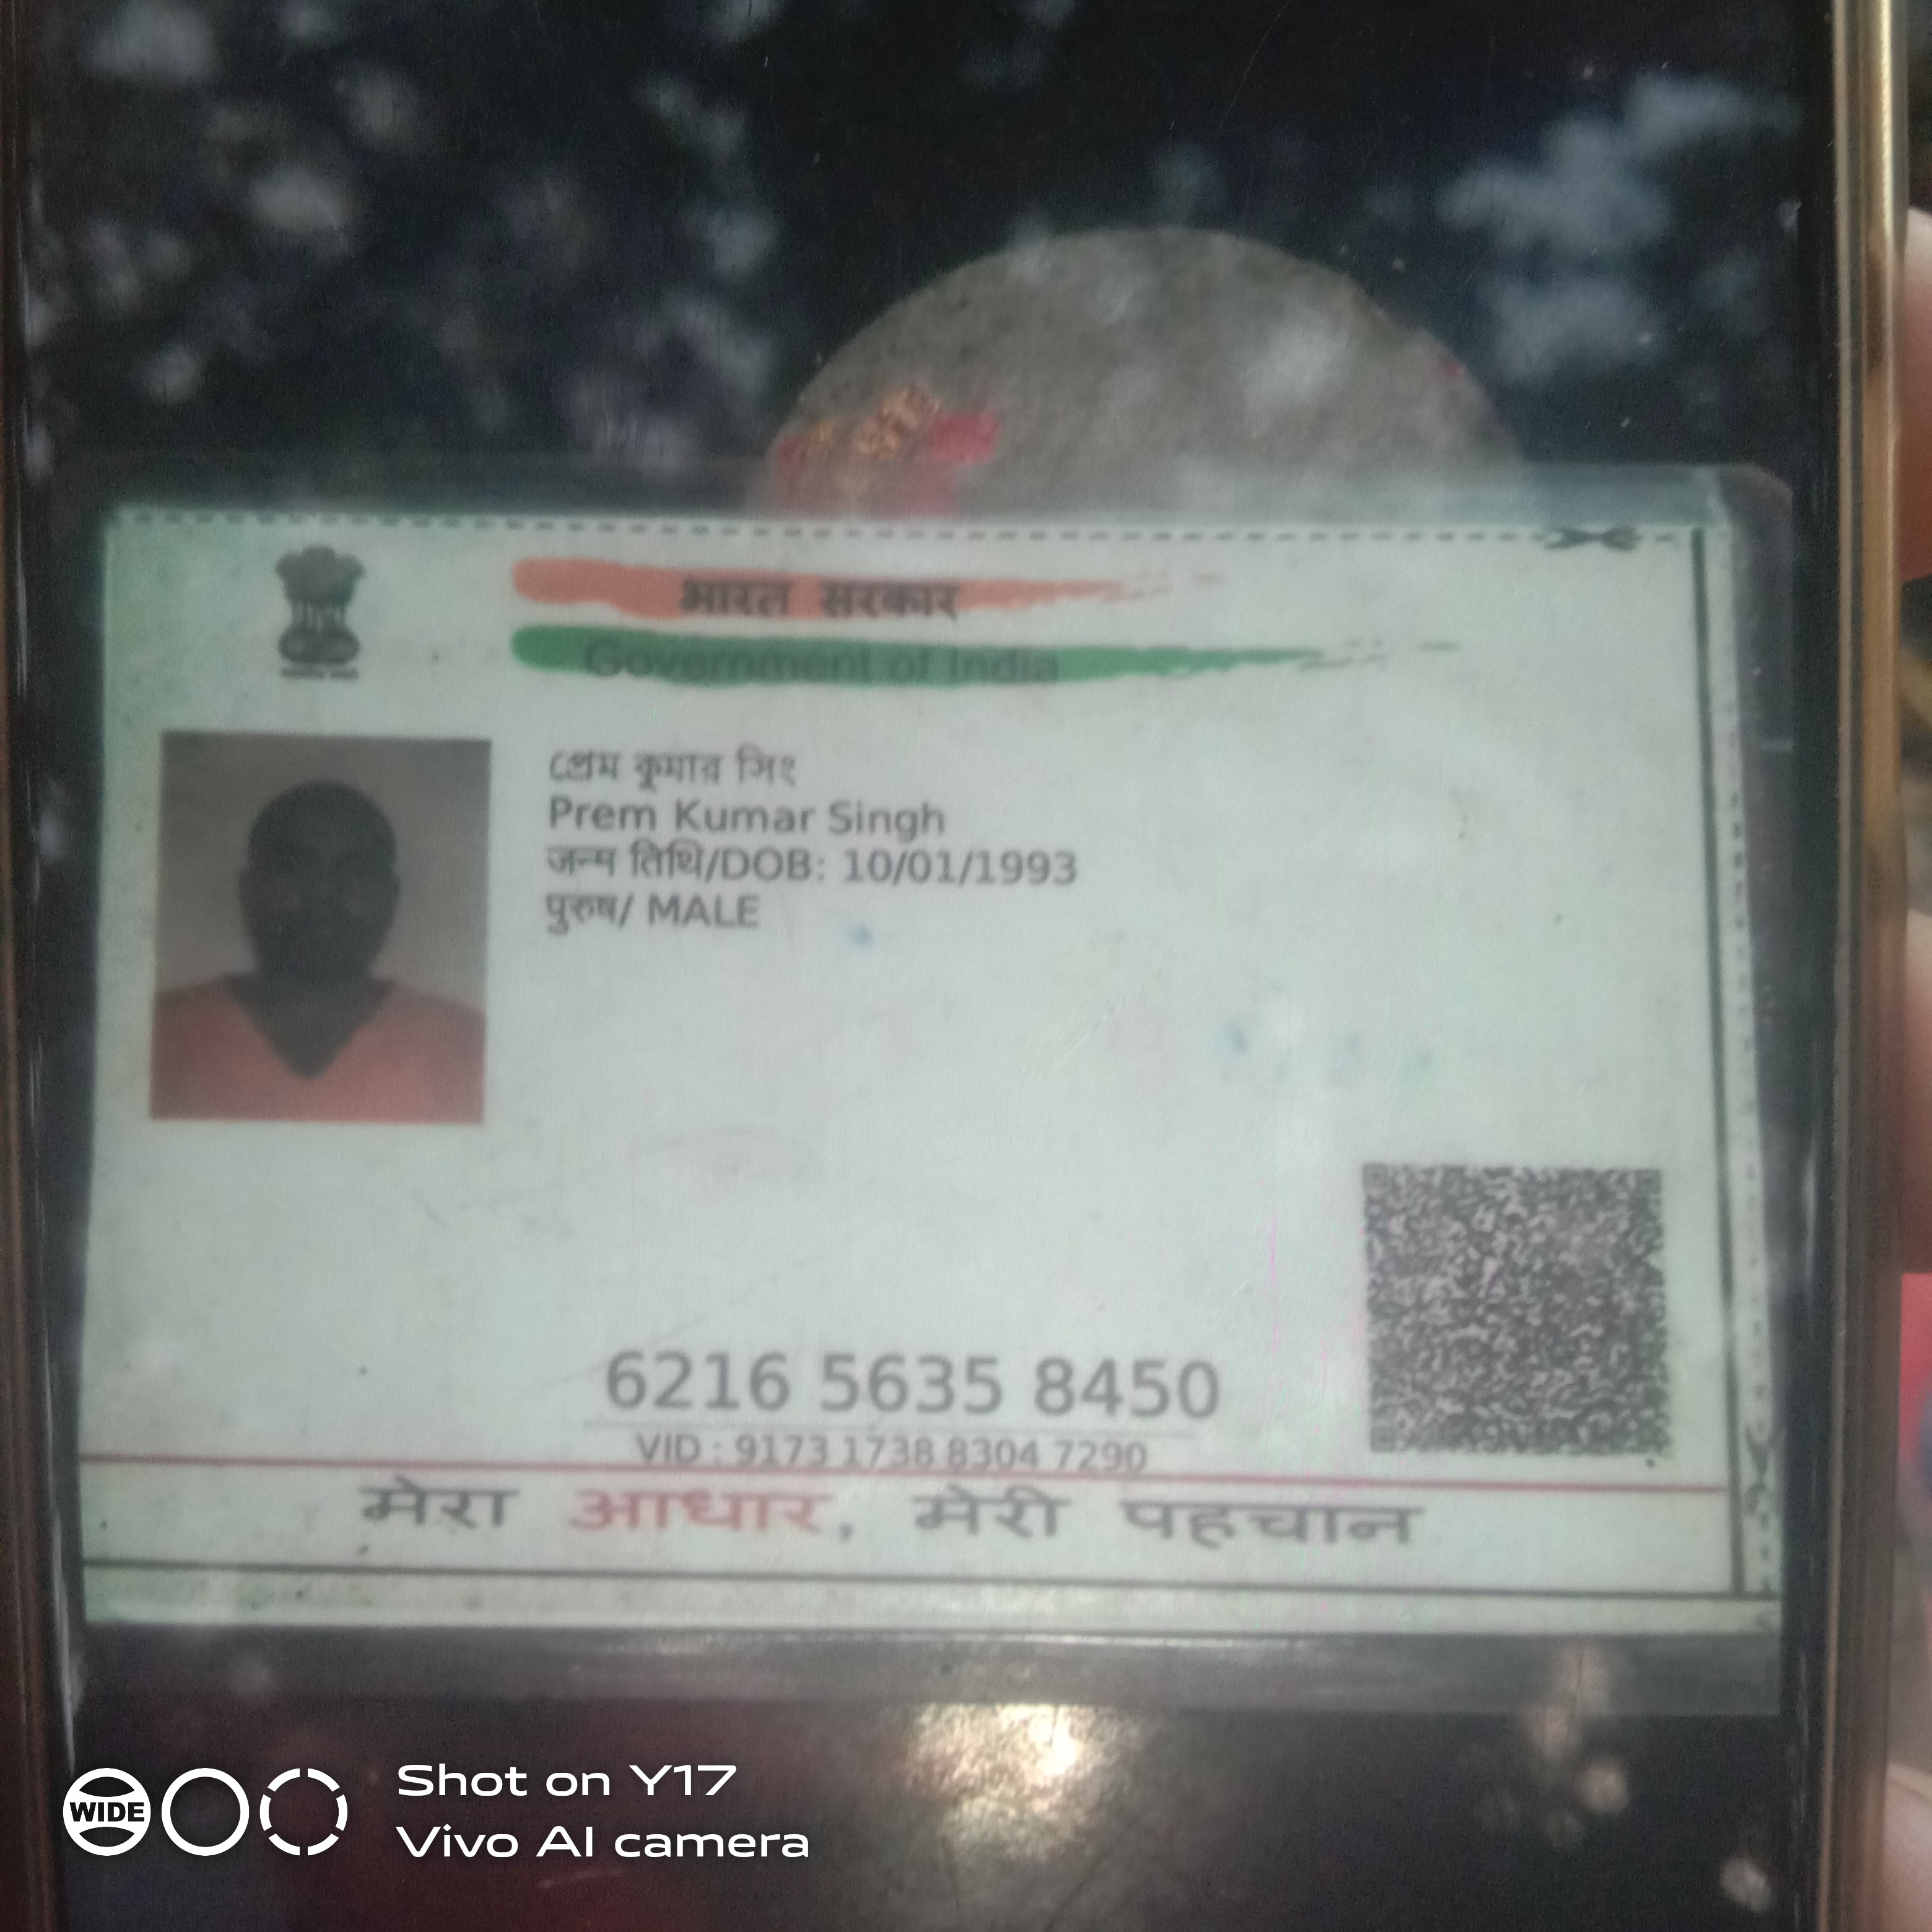 भारत सरकार
Government of India
প্রেম কুমার সিং
Prem Kumar Singh
जन्म तिथि/DOB: 10/01/1993
पुरुष/ MALE
6216 5635 8450
VID : 9173 1738 8304 7290
मेरा आधार, मेरी पहचान
WIDE
Shot on Y17
Vivo AI camera